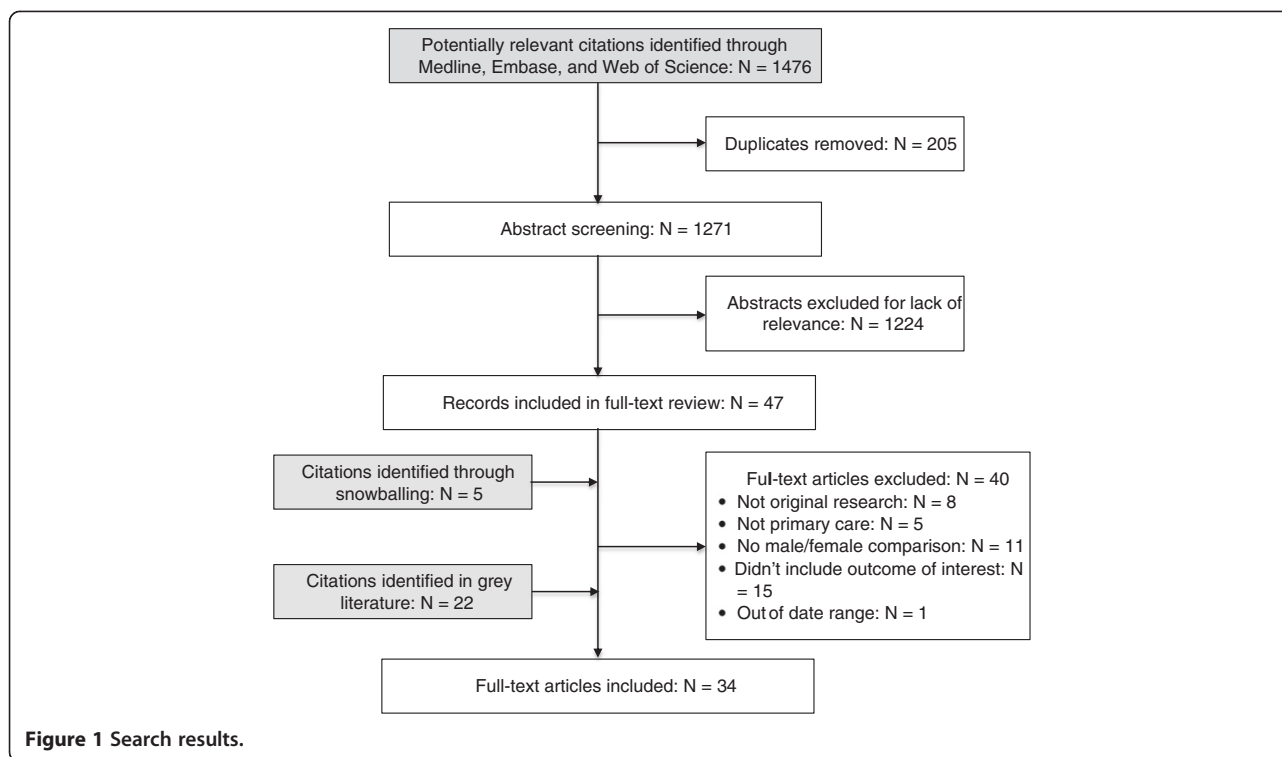 Potentially relevant citations identified through
Medline, Embase, and Web of Science: N = 1476
Duplicates removed: N = 205
Abstract screening: N = 1271
Abstracts excluded for lack of
relevance: N = 1224
Records included in full-text review: N = 47
Citations identified through
snowballing: N = 5
Full-text articles excluded: N = 40
• Not original research: N = 8
• Not primary care: N = 5
• No male/female comparison: N = 11
• Didn't include outcome of interest: N
= 15
• Out of date range: N = 1
Citations identified in grey
literature: N = 22
Full-text articles included: N = 34
Figure 1 Search results.